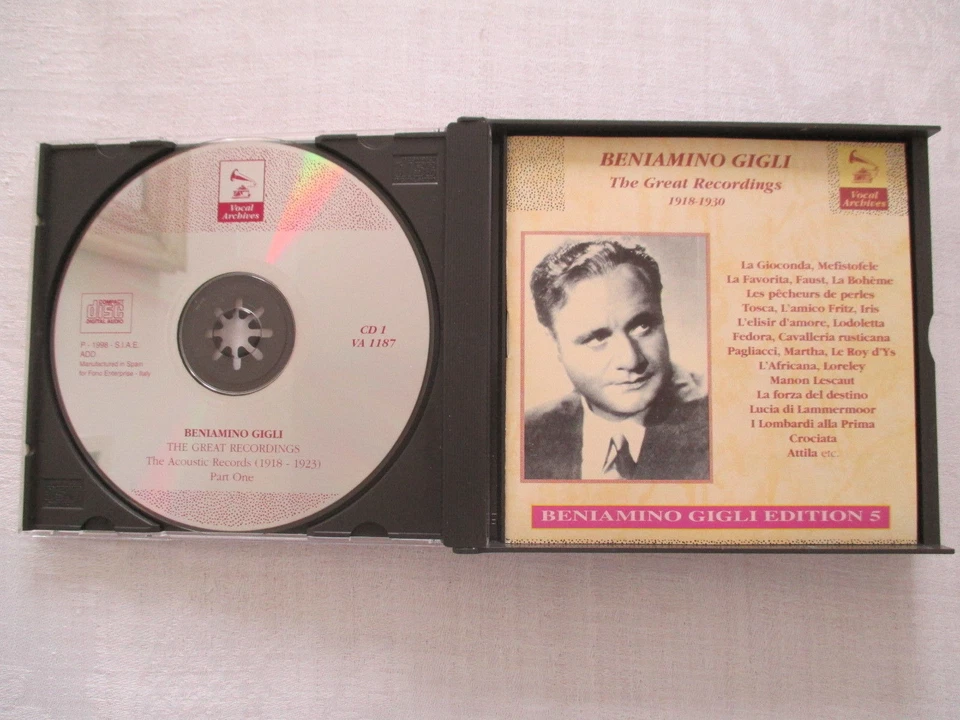 Vocal
Archives
COMPACT
disc
DIGITAL AUDIO
P - 1998 - S.I.A.E.
ADD
Manufactured in Spain
for Fono Enterprise - Italy
CD 1
VA 1187
BENIAMINO GIGLI
THE GREAT RECORDINGS
The Acoustic Records (1918 - 1923)
Part One
BENIAMINO GIGLI
The Great Recordings
1918-1930
Vocal
Archives
La Gioconda, Mefistofele
La Favorita, Faust, La Bohème
Les pêcheurs de perles
Tosca, L'amico Fritz, Iris
L'elisir d'amore, Lodoletta
Fedora, Cavalleria rusticana
Pagliacci, Martha, Le Roy d'Ys
L'Africana, Loreley
Manon Lescaut
La forza del destino
Lucia di Lammermoor
I Lombardi alla Prima
Crociata
Attila etc.
BENIAMINO GIGLI EDITION 5